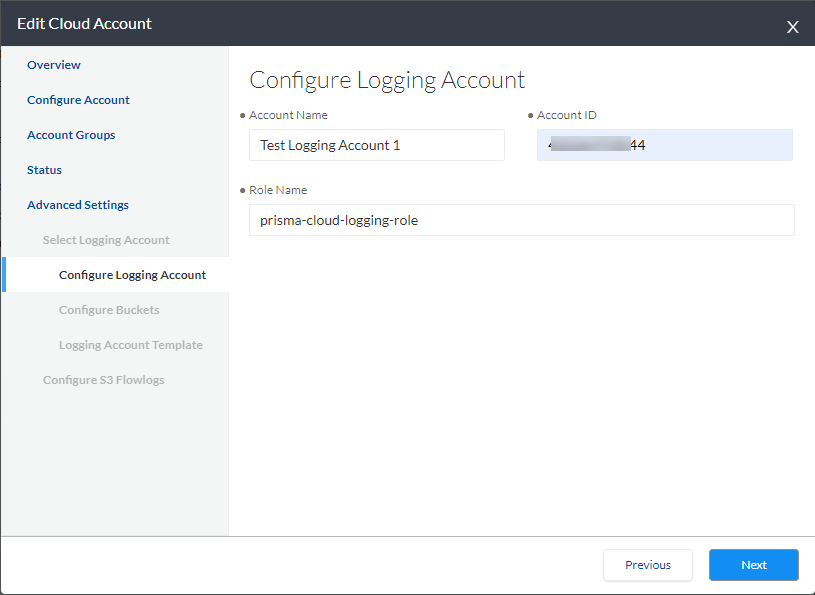 Edit Cloud Account
X
Overview
Configure Account
Account Groups
Status
Advanced Settings
Select Logging Account
Configure Logging Account
Configure Buckets
Logging Account Template
Configure S3 Flowlogs
Configure Logging Account
Account Name
Account ID
Test Logging Account 1
44
Role Name
prisma-cloud-logging-role
Previous
Next